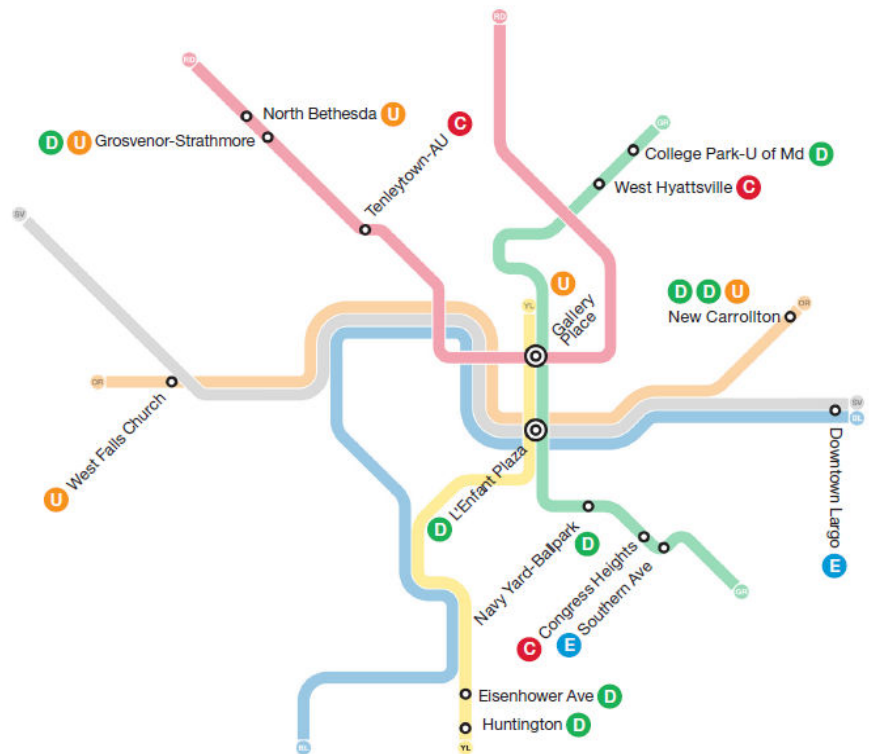 RD
RD
North Bethesda U
D U Grosvenor-Strathmore
C
Tenleytown-AU
GR
College Park-U of Md D
West Hyattsville C
SV
U
Gallery
Place
YL
D D U
New Carrollton
OR
OR
West Falls Church
U
SV
BL
Downtown Largo
E
L'Enfant Plaza
D
Navy Yard-Ballpark
D
Congress Heights
C
Southern Ave
E
GR
Eisenhower Ave D
Huntington D
BL
YL